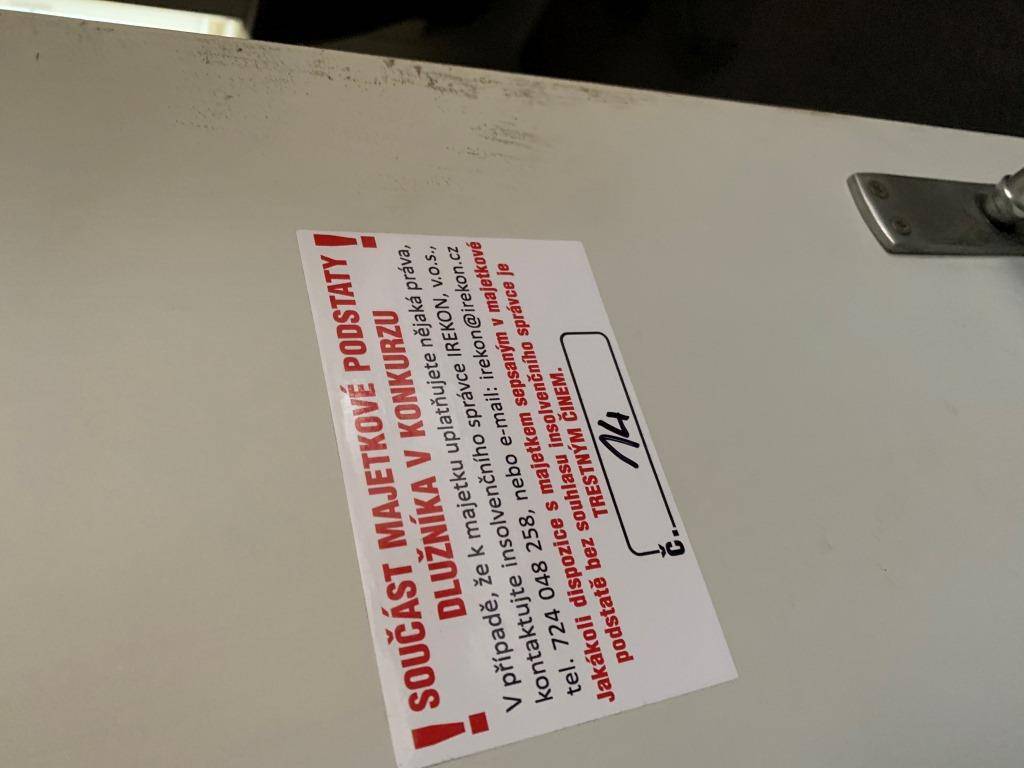 ! SOUČÁST MAJETKOVÉ PODSTATY !
DLUŽNÍKA V KONKURZU
V případě, že k majetku uplatňujete nějaká práva,
kontaktujte insolvenčního správce IREKON, v.o.s.,
tel. 724 048 258, nebo e-mail: irekon@irekon.cz
Jakákoli dispozice s majetkem sepsaným v majetkové
podstatě bez souhlasu insolvenčního správce je
TRESTNÝM ČINEM.
č. 14